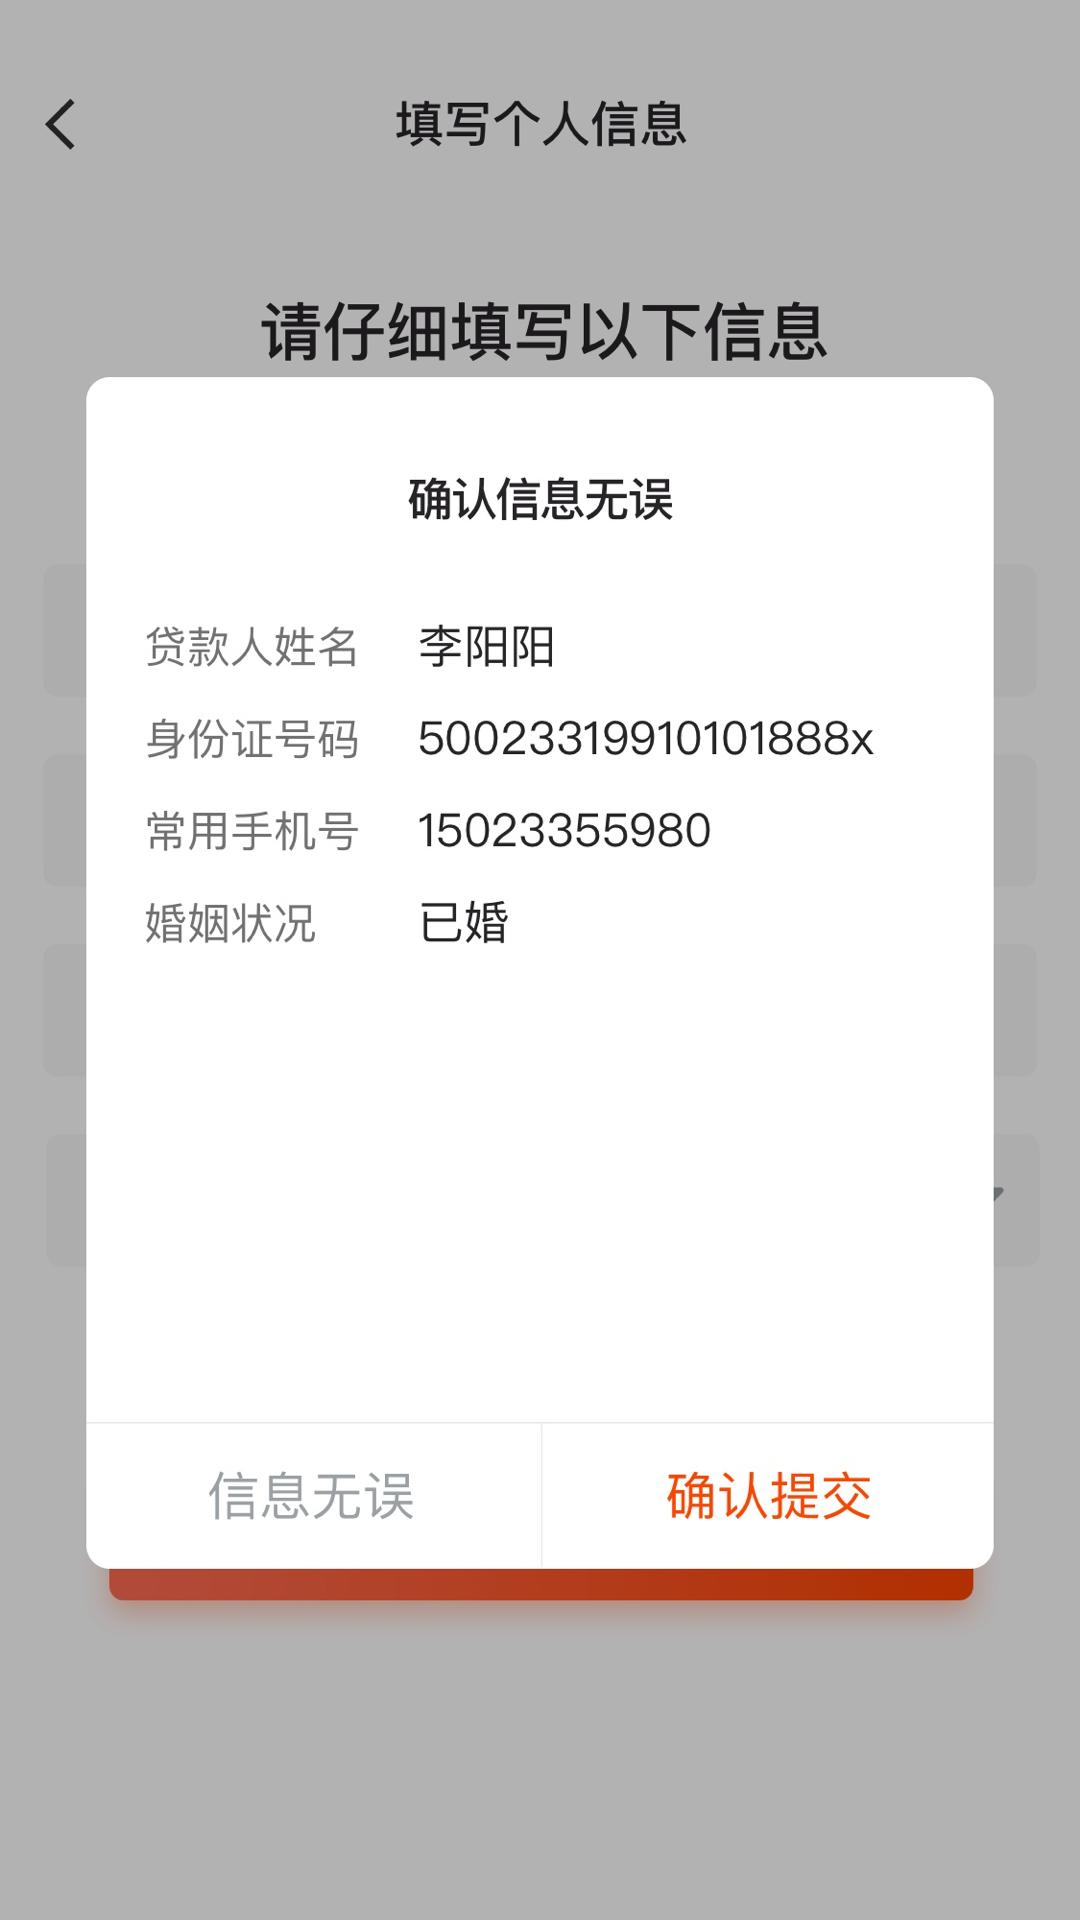 填写个人信息
请仔细填写以下信息
确认信息无误
贷款人姓名 李阳阳
身份证号码 50023319910101888x
常用手机号 15023355980
婚姻状况 已婚
信息无误 确认提交